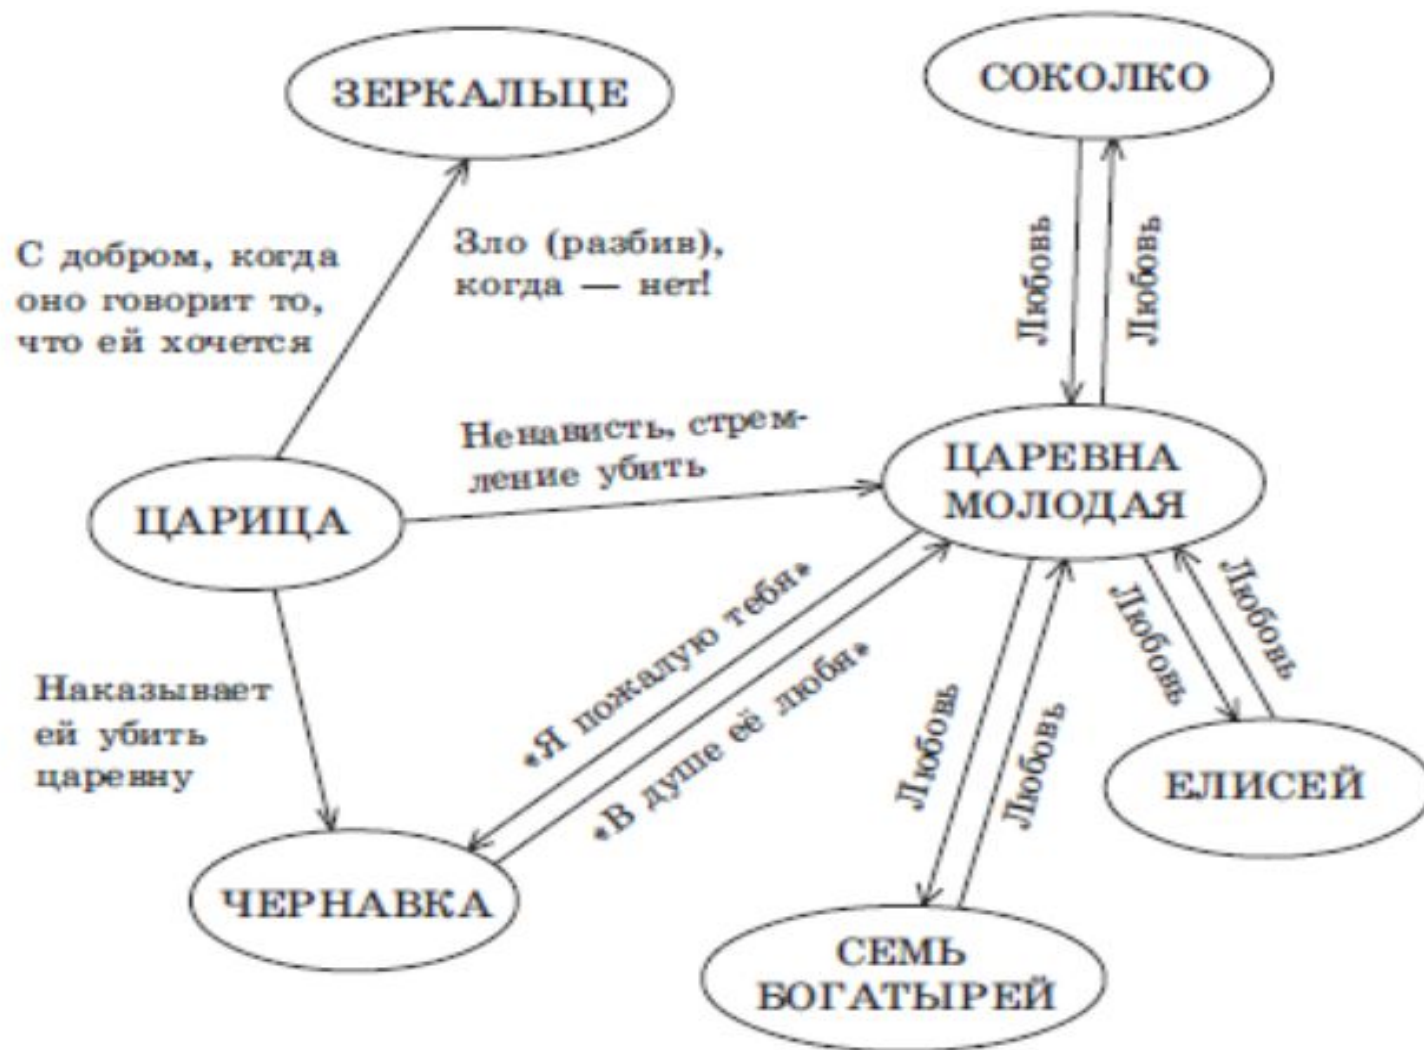 ЗЕРКАЛЬЦЕ
СОКОЛКО
С добром, когда
оно говорит то,
что ей хочется
Зло (разбив),
когда — нет!
Любовь
Любовь
Ненависть, стрем-
ление убить
ЦАРИЦА
ЦАРЕВНА
МОЛОДАЯ
Наказывает
ей убить
царевну
«Я пожалую тебя»
«В душе её любя»
Любовь
Любовь
Любовь
Любовь
ЕЛИСЕЙ
ЧЕРНАВКА
СЕМЬ
БОГАТЫРЕЙ